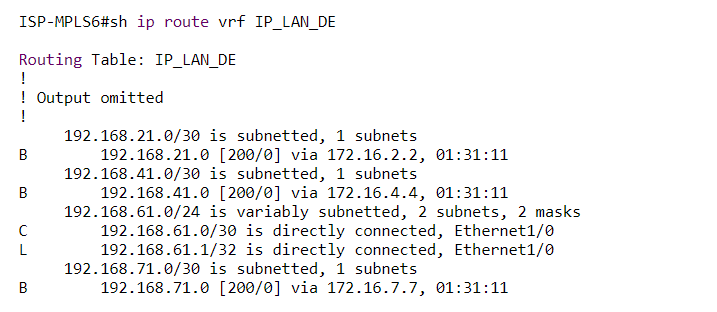 ISP-MPLS6#sh ip route vrf IP_LAN_DE
Routing Table: IP_LAN_DE
!
! Output omitted
!
192.168.21.0/30 is subnetted, 1 subnets
B 192.168.21.0 [200/0] via 172.16.2.2, 01:31:11
192.168.41.0/30 is subnetted, 1 subnets
B 192.168.41.0 [200/0] via 172.16.4.4, 01:31:11
192.168.61.0/24 is variably subnetted, 2 subnets, 2 masks
C 192.168.61.0/30 is directly connected, Ethernet1/0
L 192.168.61.1/32 is directly connected, Ethernet1/0
192.168.71.0/30 is subnetted, 1 subnets
B 192.168.71.0 [200/0] via 172.16.7.7, 01:31:11